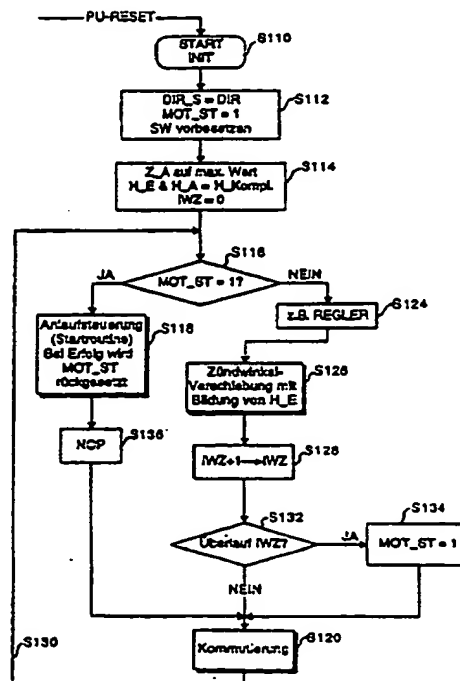 PU-RESET
S110
START
INIT
S112
DIR_S = DIR
MOT_ST = 1
SW vorbesetzen
S114
Z_A auf max. Wert
H_E & H_A = H_Kompl.
IWZ = 0
S116
JA
MOT_ST = 1?
NEIN
S124
z.B. REGLER
S118
Anlaufsteuerung
(Startroutine)
Bei Erfolg wird
MOT_ST
rückgesetzt
S126
Zündwinkel-
Verschiebung mit
Bildung von H_E
S136
NOP
S128
IWZ+1→IWZ
S132
Überlauf IWZ?
JA
S134
MOT_ST = 1
NEIN
S130
S120
Kommutierung